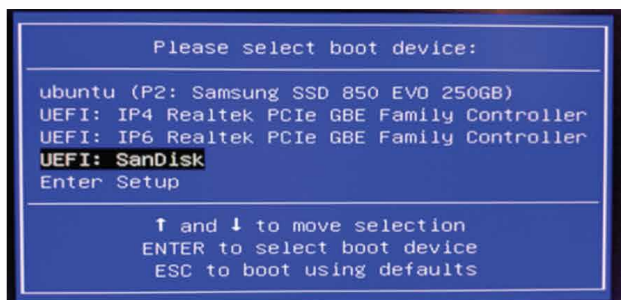 Please select boot device:
ubuntu (P2: Samsung SSD 850 EVO 250GB)
UEFI: IP4 Realtek PCIe GBE Family Controller
UEFI: IP6 Realtek PCIe GBE Family Controller
UEFI: SanDisk
Enter Setup
↑ and ↓ to move selection
ENTER to select boot device
ESC to boot using defaults